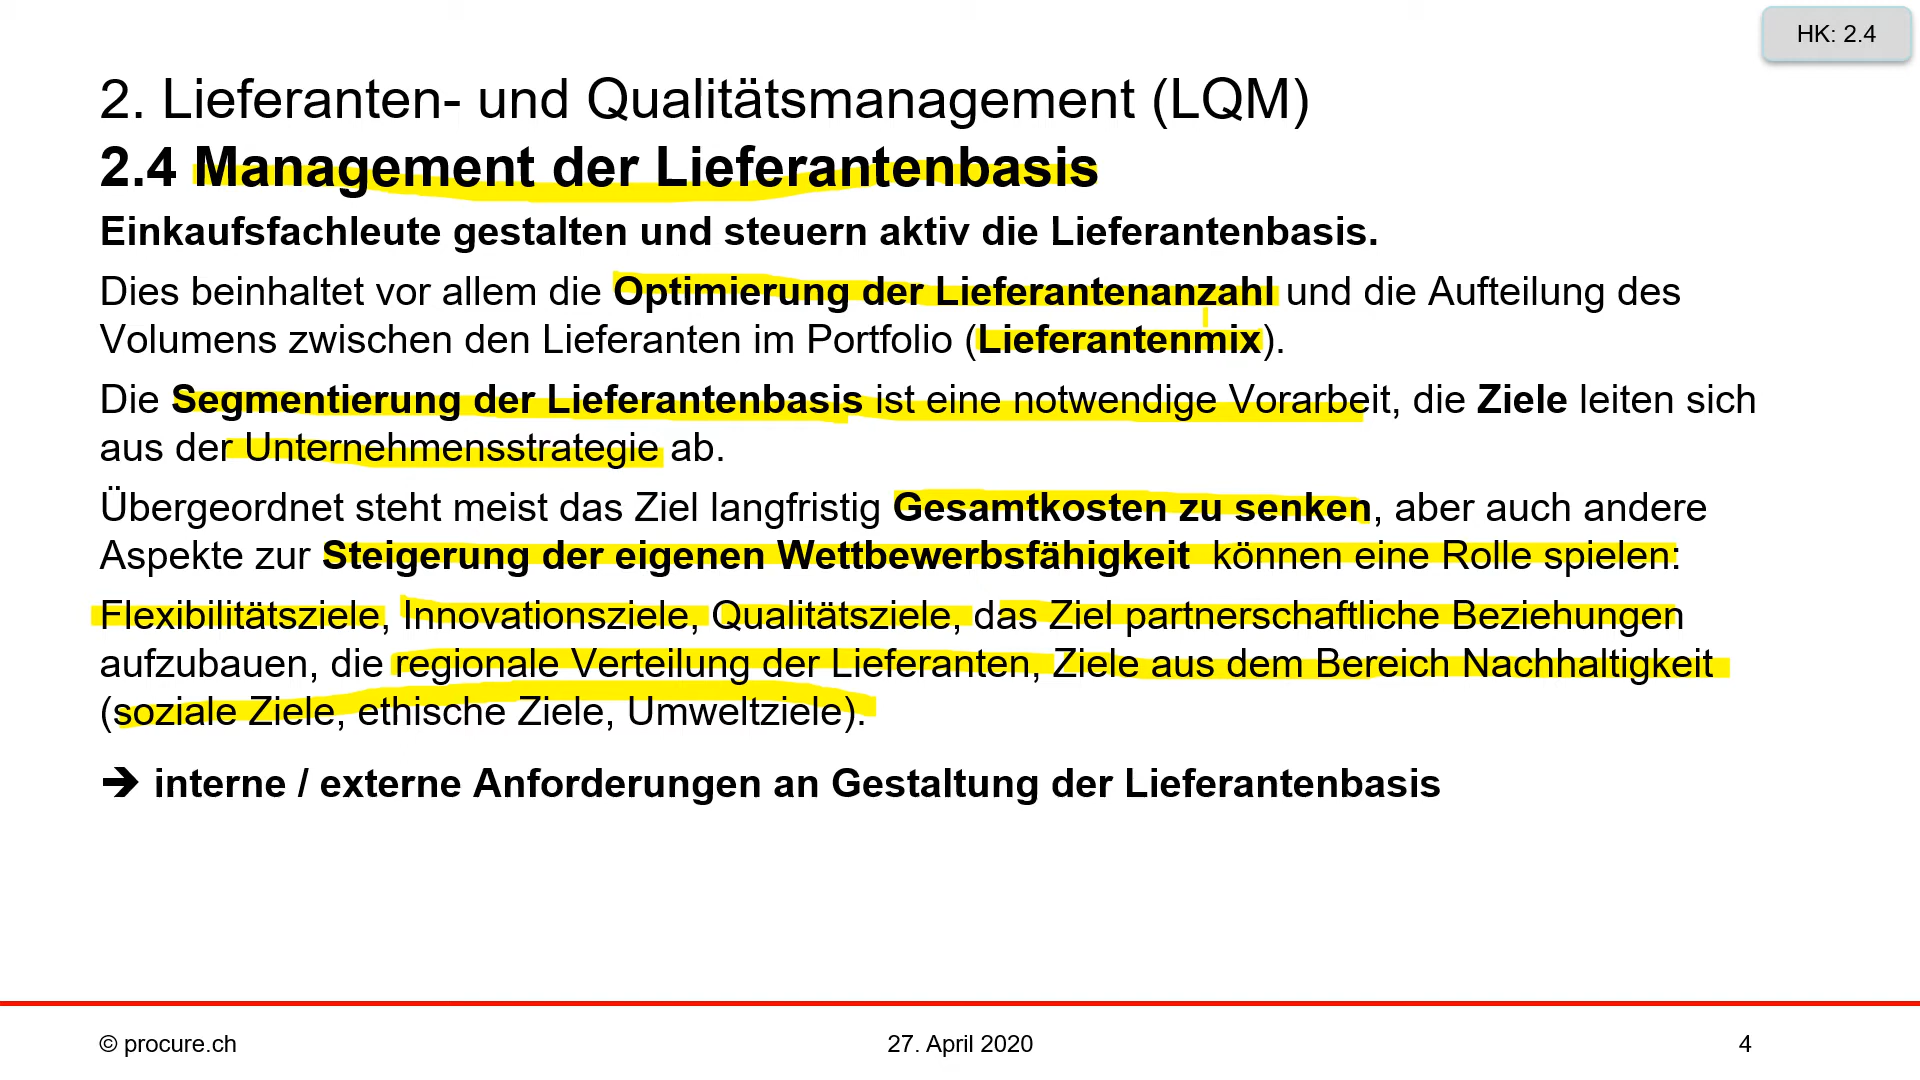 HK: 2.4
2. Lieferanten- und Qualitätsmanagement (LQM)
2.4 Management der Lieferantenbasis
Einkaufsfachleute gestalten und steuern aktiv die Lieferantenbasis.
Dies beinhaltet vor allem die Optimierung der Lieferantenanzahl und die Aufteilung des
Volumens zwischen den Lieferanten im Portfolio (Lieferantenmix).
Die Segmentierung der Lieferantenbasis ist eine notwendige Vorarbeit, die Ziele leiten sich
aus der Unternehmensstrategie ab.
Übergeordnet steht meist das Ziel langfristig Gesamtkosten zu senken, aber auch andere
Aspekte zur Steigerung der eigenen Wettbewerbsfähigkeit können eine Rolle spielen:
Flexibilitätsziele, Innovationsziele, Qualitätsziele, das Ziel partnerschaftliche Beziehungen
aufzubauen, die regionale Verteilung der Lieferanten, Ziele aus dem Bereich Nachhaltigkeit
(soziale Ziele, ethische Ziele, Umweltziele).
➔ interne / externe Anforderungen an Gestaltung der Lieferantenbasis
© procure.ch
27. April 2020
4